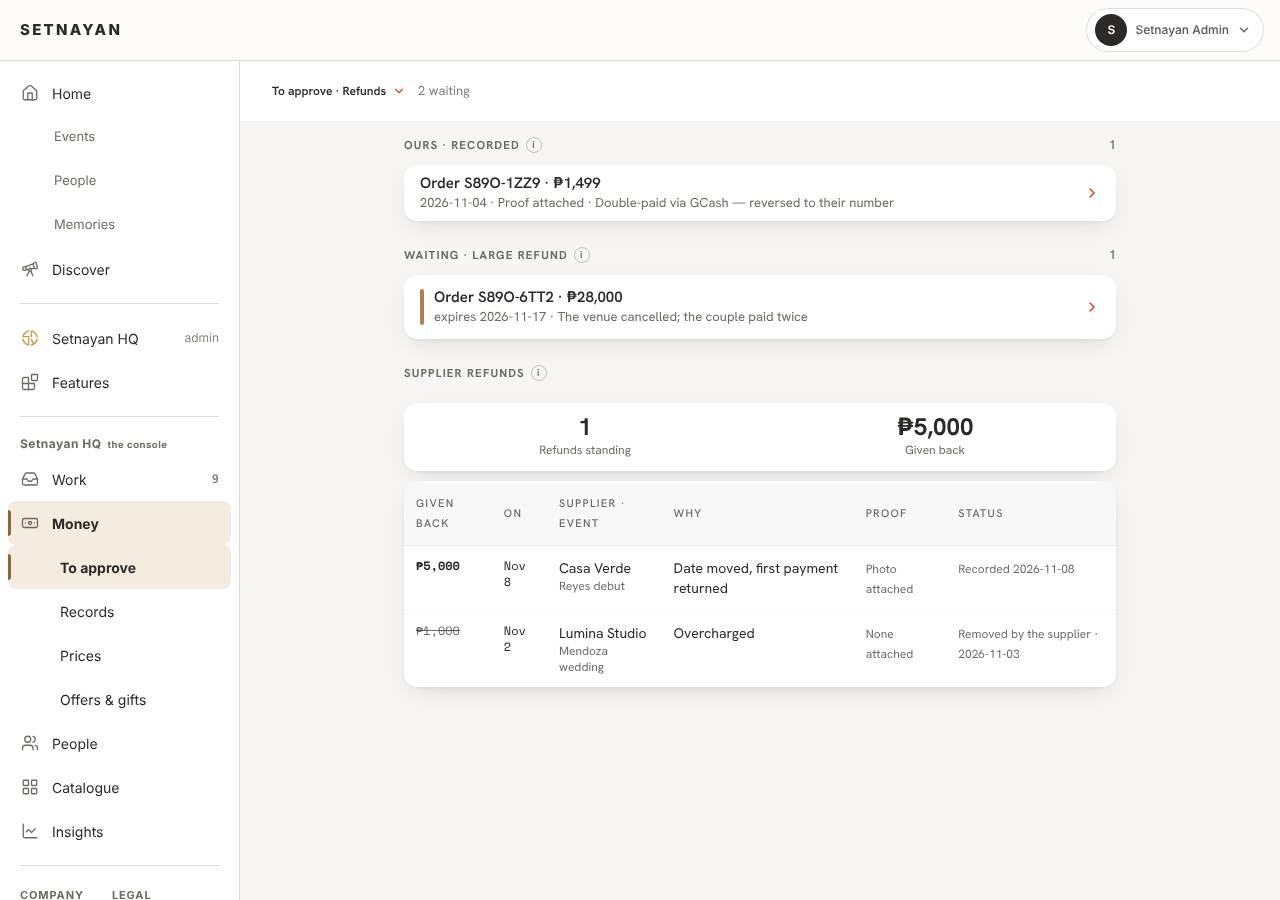 SETNAYAN
S Setnayan Admin
Home
Events
People
Memories
Discover
Setnayan HQ admin
Features
Setnayan HQ the console
Work 9
Money
To approve
Records
Prices
Offers & gifts
People
Catalogue
Insights
COMPANY LEGAL
To approve · Refunds 2 waiting
OURS · RECORDED i 1
Order S89O-1ZZ9 · ₱1,499
2026-11-04 · Proof attached · Double-paid via GCash — reversed to their number
WAITING · LARGE REFUND i 1
Order S89O-6TT2 · ₱28,000
expires 2026-11-17 · The venue cancelled; the couple paid twice
SUPPLIER REFUNDS i
1 ₱5,000
Refunds standing Given back
GIVEN BACK ON SUPPLIER · EVENT WHY PROOF STATUS
₱5,000 Nov 8 Casa Verde Date moved, first payment returned Photo attached Recorded 2026-11-08
Reyes debut
₱1,000 Nov 2 Lumina Studio Overcharged None attached Removed by the supplier · 2026-11-03
Mendoza wedding